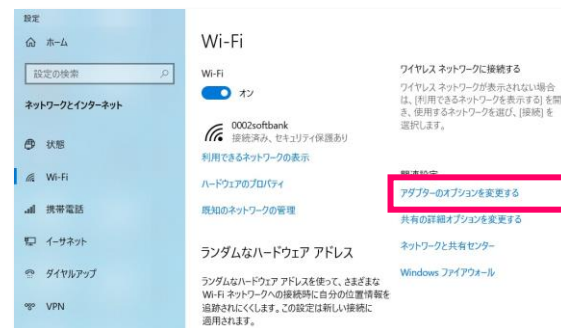 設定
ホーム
設定の検索
ネットワークとインターネット
状態
Wi-Fi
携帯電話
イーサネット
ダイヤルアップ
VPN
Wi-Fi
Wi-Fi
オン
0002softbank
接続済み、セキュリティ保護あり
利用できるネットワークの表示
ハードウェアのプロパティ
既知のネットワークの管理
ランダムなハードウェア アドレス
ランダムなハードウェア アドレスを使って、さまざまな
Wi-Fi ネットワークへの接続時に自分の位置情報を
追跡されにくくします。この設定は新しい接続に
適用されます。
ワイヤレス ネットワークに接続する
ワイヤレス ネットワークが表示されない場合
は、[利用できるネットワークを表示する] を開
き、使用するネットワークを選び、[接続] を
選択します。
関連設定
アダプターのオプションを変更する
共有の詳細オプションを変更する
ネットワークと共有センター
Windows ファイアウォール